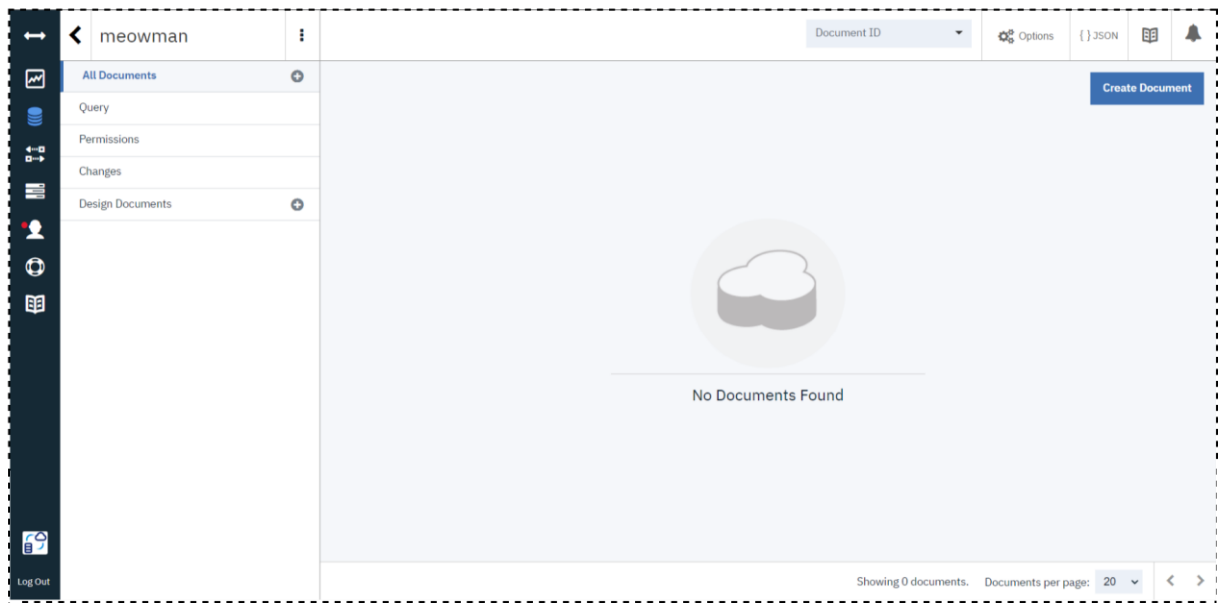 meowman
Document ID
Options
{ } JSON
All Documents
Create Document
Query
Permissions
Changes
Design Documents
No Documents Found
Log Out
Showing 0 documents. Documents per page: 20